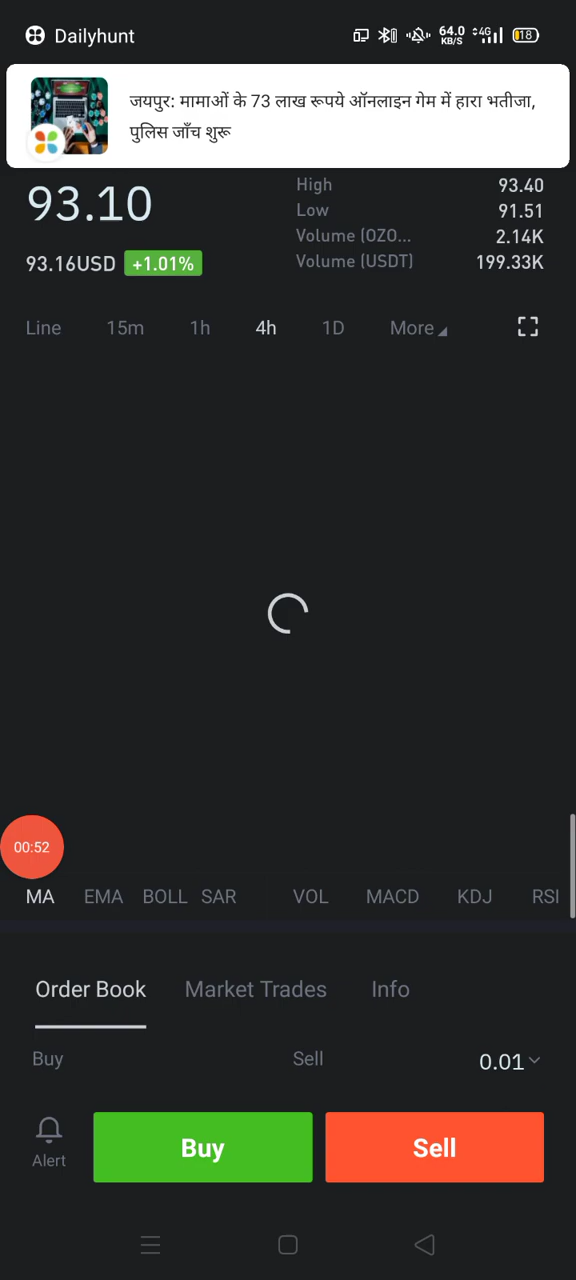 Dailyhunt
64.0 KB/S 4G 18
जयपुर: मामाओं के 73 लाख रूपये ऑनलाइन गेम में हारा भतीजा,
पुलिस जाँच शुरू
93.10
High 93.40
Low 91.51
Volume (OZO... 2.14K
93.16USD +1.01%
Volume (USDT) 199.33K
Line 15m 1h 4h 1D More
00:52
MA EMA BOLL SAR VOL MACD KDJ RSI
Order Book Market Trades Info
Buy Sell 0.01
Alert
Buy Sell